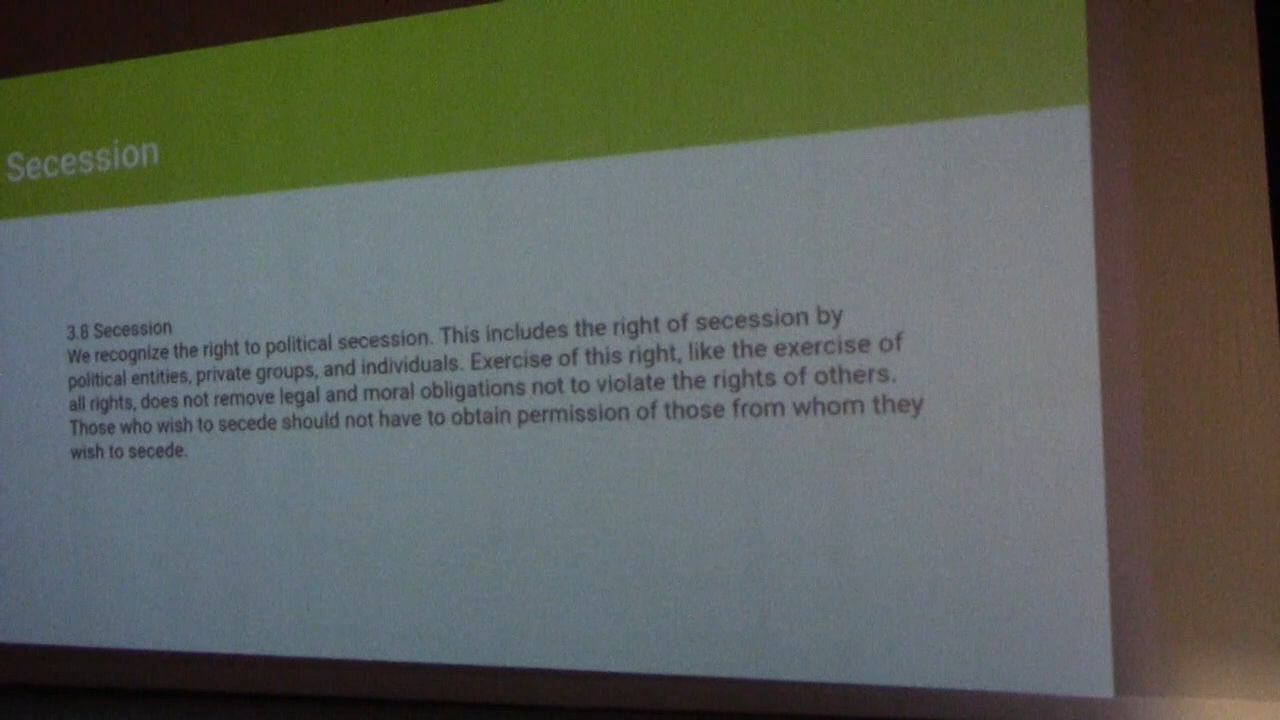 Secession
3.8 Secession
We recognize the right to political secession. This includes the right of secession by
political entities, private groups, and individuals. Exercise of this right, like the exercise of
all rights, does not remove legal and moral obligations not to violate the rights of others.
Those who wish to secede should not have to obtain permission of those from whom they
wish to secede.